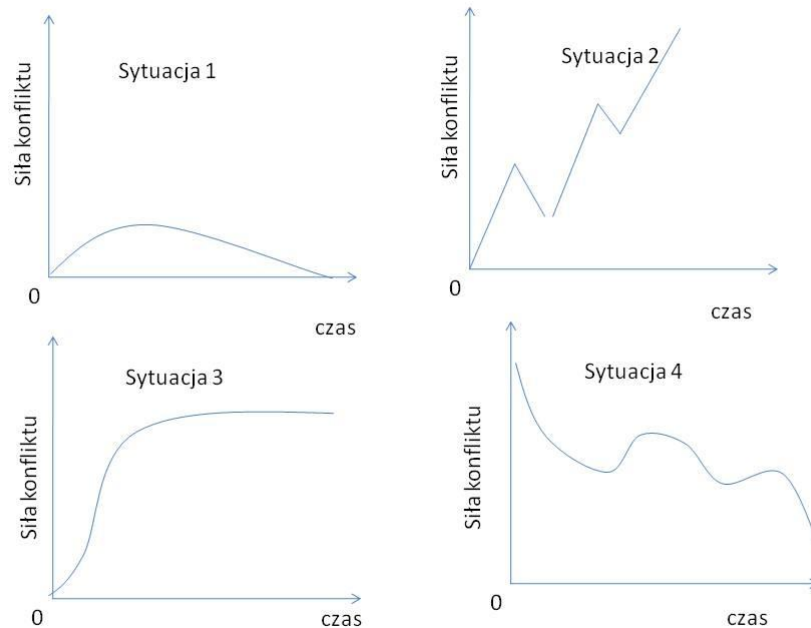 Sytuacja 1
Siła konfliktu
0
czas
Sytuacja 2
Siła konfliktu
0
czas
Sytuacja 3
Siła konfliktu
0
czas
Sytuacja 4
Siła konfliktu
0
czas